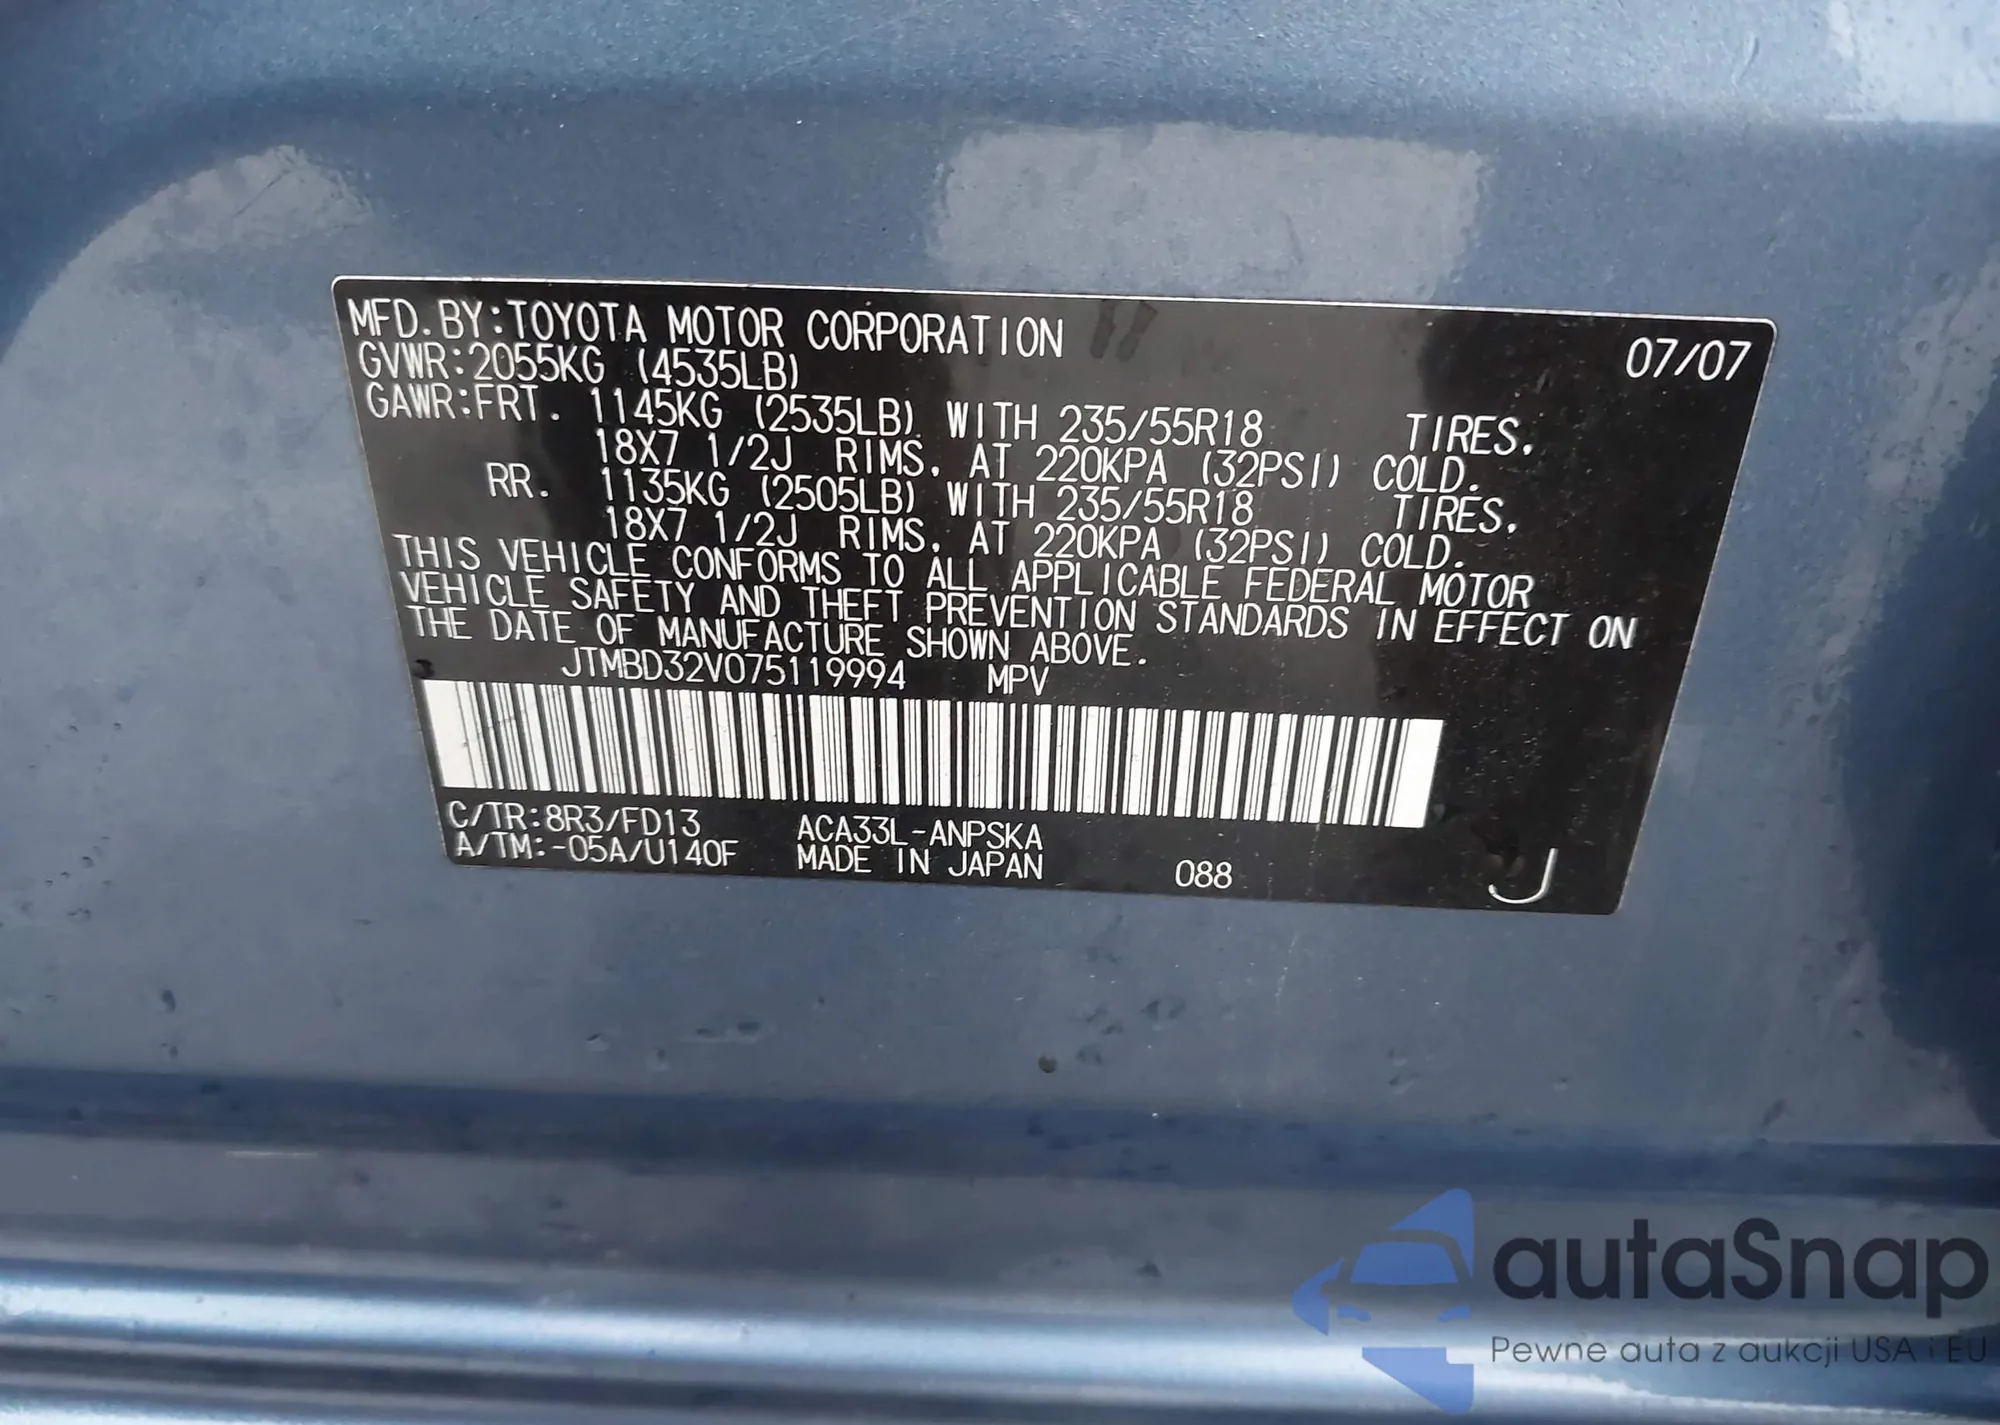 MFD.BY:TOYOTA MOTOR CORPORATION 07/07
GVWR:2055KG (4535LB)
GAWR:FRT. 1145KG (2535LB) WITH 235/55R18 TIRES.
18X7 1/2J RIMS, AT 220KPA (32PSI) COLD.
RR. 1135KG (2505LB) WITH 235/55R18 TIRES,
18X7 1/2J RIMS, AT 220KPA (32PSI) COLD.
THIS VEHICLE CONFORMS TO ALL APPLICABLE FEDERAL MOTOR
VEHICLE SAFETY AND THEFT PREVENTION STANDARDS IN EFFECT ON
THE DATE OF MANUFACTURE SHOWN ABOVE.
JTMBD32V075119994 MPV
C/TR:8R3/FD13 ACA33L-ANPSKA
A/TM:-05A/U140F MADE IN JAPAN 088 J
autaSnap
Pewne auta z aukcji USA i EU